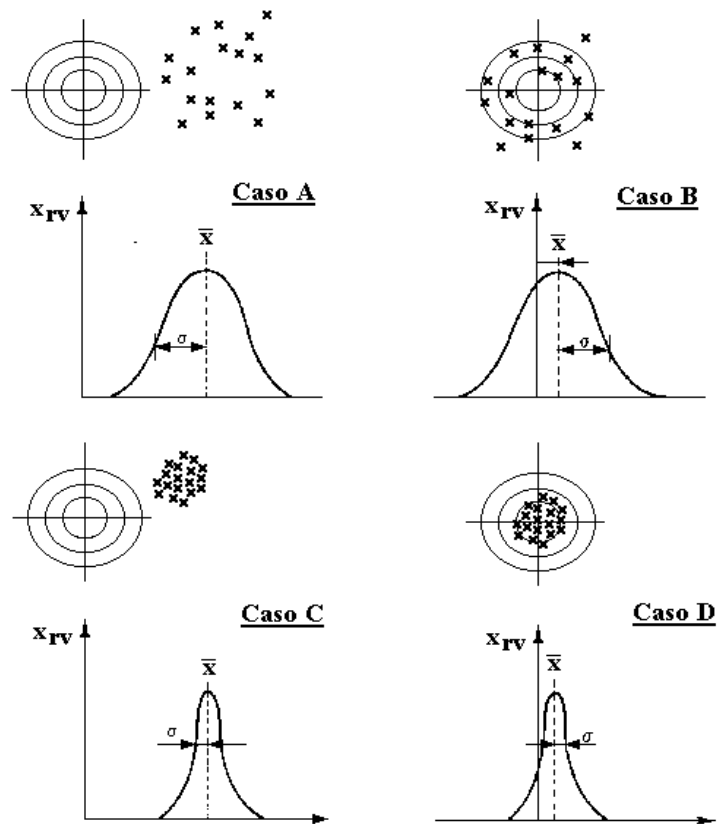 Caso A
x_rv
x̅
σ
Caso B
x_rv
x̅
σ
Caso C
x_rv
x̅
σ
Caso D
x_rv
x̅
σ